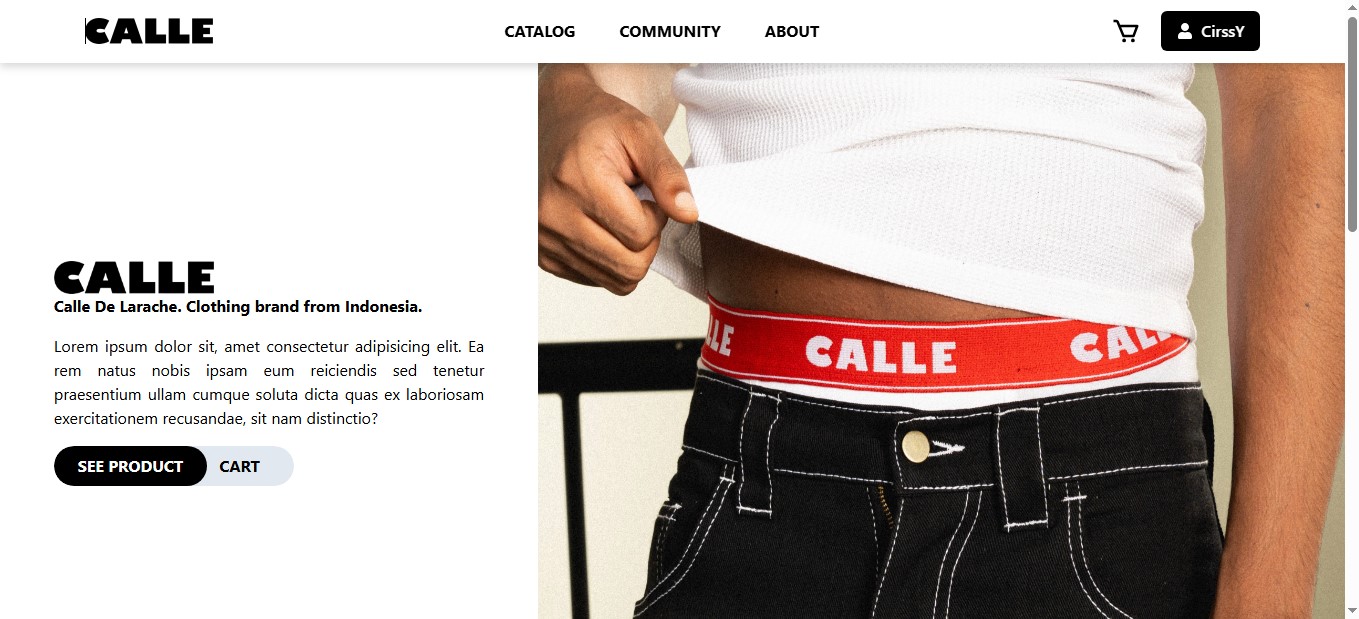 CALLE
CATALOG
COMMUNITY
ABOUT
CirssY
CALLE
Calle De Larache. Clothing brand from Indonesia.
Lorem ipsum dolor sit, amet consectetur adipisicing elit. Ea
rem natus nobis ipsam eum reiciendis sed tenetur
praesentium ullam cumque soluta dicta quas ex laboriosam
exercitationem recusandae, sit nam distinctio?
SEE PRODUCT
CART
LLE
CALLE
CALL